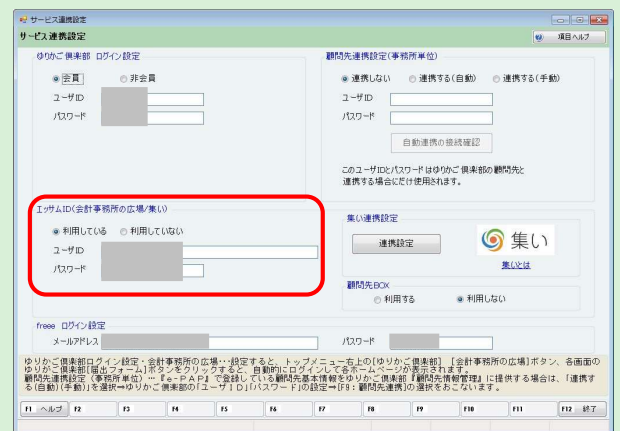 サービス連携設定
サービス連携設定
項目ヘルプ
ゆりかご倶楽部 ログイン設定
会員
非会員
ユーザID
パスワード
顧問先連携設定(事務所単位)
連携しない
連携する(自動)
連携する(手動)
ユーザID
パスワード
自動連携の接続確認
このユーザIDとパスワードはゆりかご倶楽部の顧問先と
連携する場合にだけ使用されます。
エッサムID(会計事務所の広場/集い)
利用している
利用していない
ユーザID
パスワード
集い連携設定
連携設定
集い
集いとは
顧問先BOX
利用する
利用しない
freee ログイン設定
メールアドレス
パスワード
ゆりかご倶楽部ログイン設定・会計事務所の広場…設定すると、トップメニュー右上の[ゆりかご倶楽部] [会計事務所の広場]ボタン、各画面の
ゆりかご倶楽部[届出フォーム]ボタンをクリックすると、自動的にログインして各ホームページが表示されます。
顧問先連携設定(事務所単位)…『e-PAP』で登録している顧問先基本情報をゆりかご倶楽部『顧問先情報管理』に提供する場合は、「連携す
る(自動)(手動)」を選択⇒ゆりかご倶楽部の「ユーザID」「パスワード」の設定⇒[F9:顧問先連携]の選択をおこないます。
F1 ヘルプ F2 F3 F4 F5 F6 F7 F8 F9 F10 F11 F12 終了